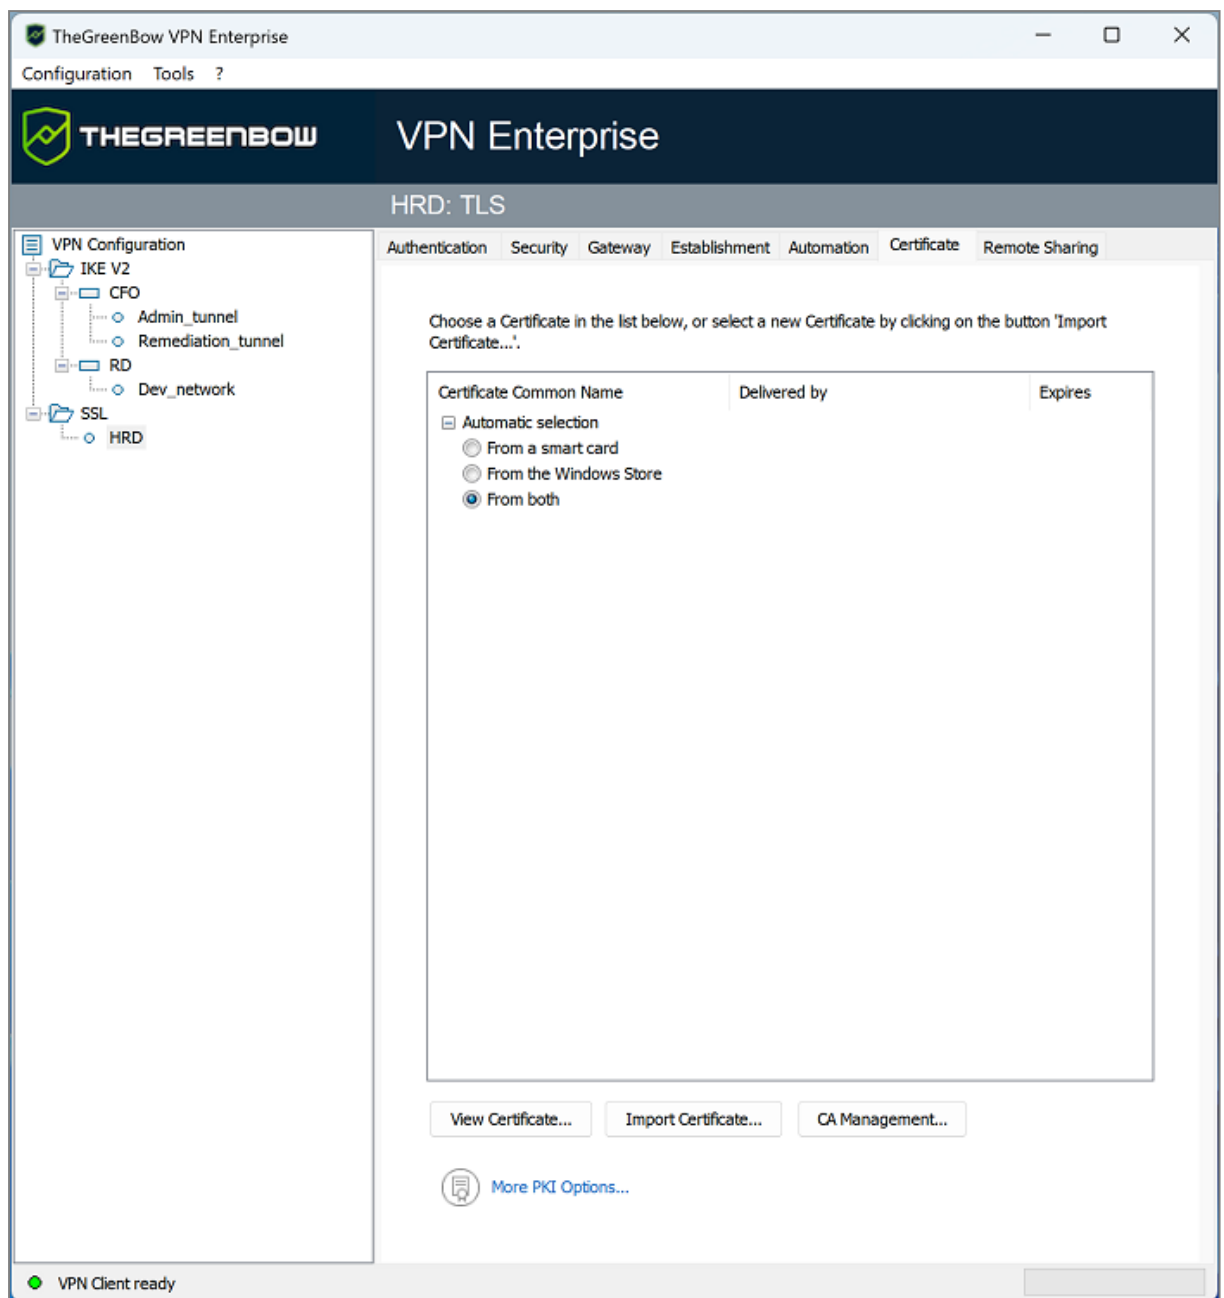 TheGreenBow VPN Enterprise
Configuration Tools ?
THEGREENBOW
VPN Enterprise
HRD: TLS
VPN Configuration
IKE V2
CFO
Admin_tunnel
Remediation_tunnel
RD
Dev_network
SSL
HRD
Authentication Security Gateway Establishment Automation Certificate Remote Sharing
Choose a Certificate in the list below, or select a new Certificate by clicking on the button 'Import
Certificate...'.
Certificate Common Name Delivered by Expires
Automatic selection
From a smart card
From the Windows Store
From both
View Certificate... Import Certificate... CA Management...
More PKI Options...
VPN Client ready